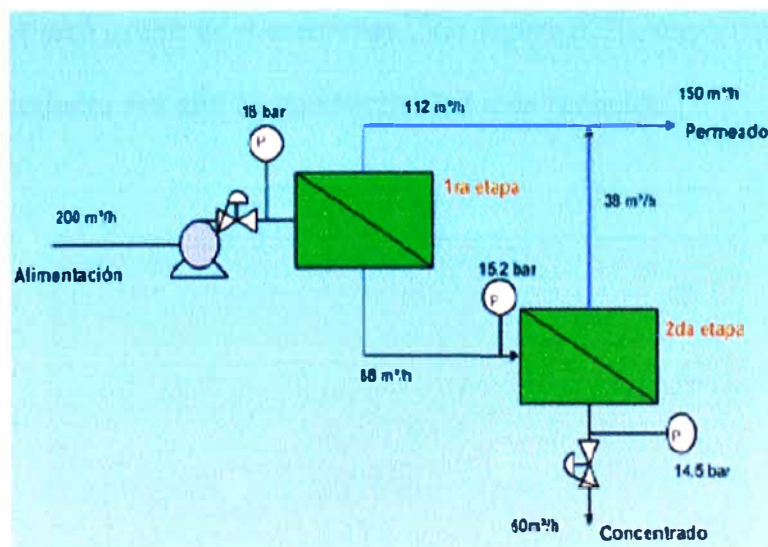 18 bar
112 m³/h
150 m³/h
Permeado
P
1ra etapa
38 m³/h
200 m³/h
Alimentación
15.2 bar
P
2da etapa
88 m³/h
P
14.5 bar
50m³/h
Concentrado